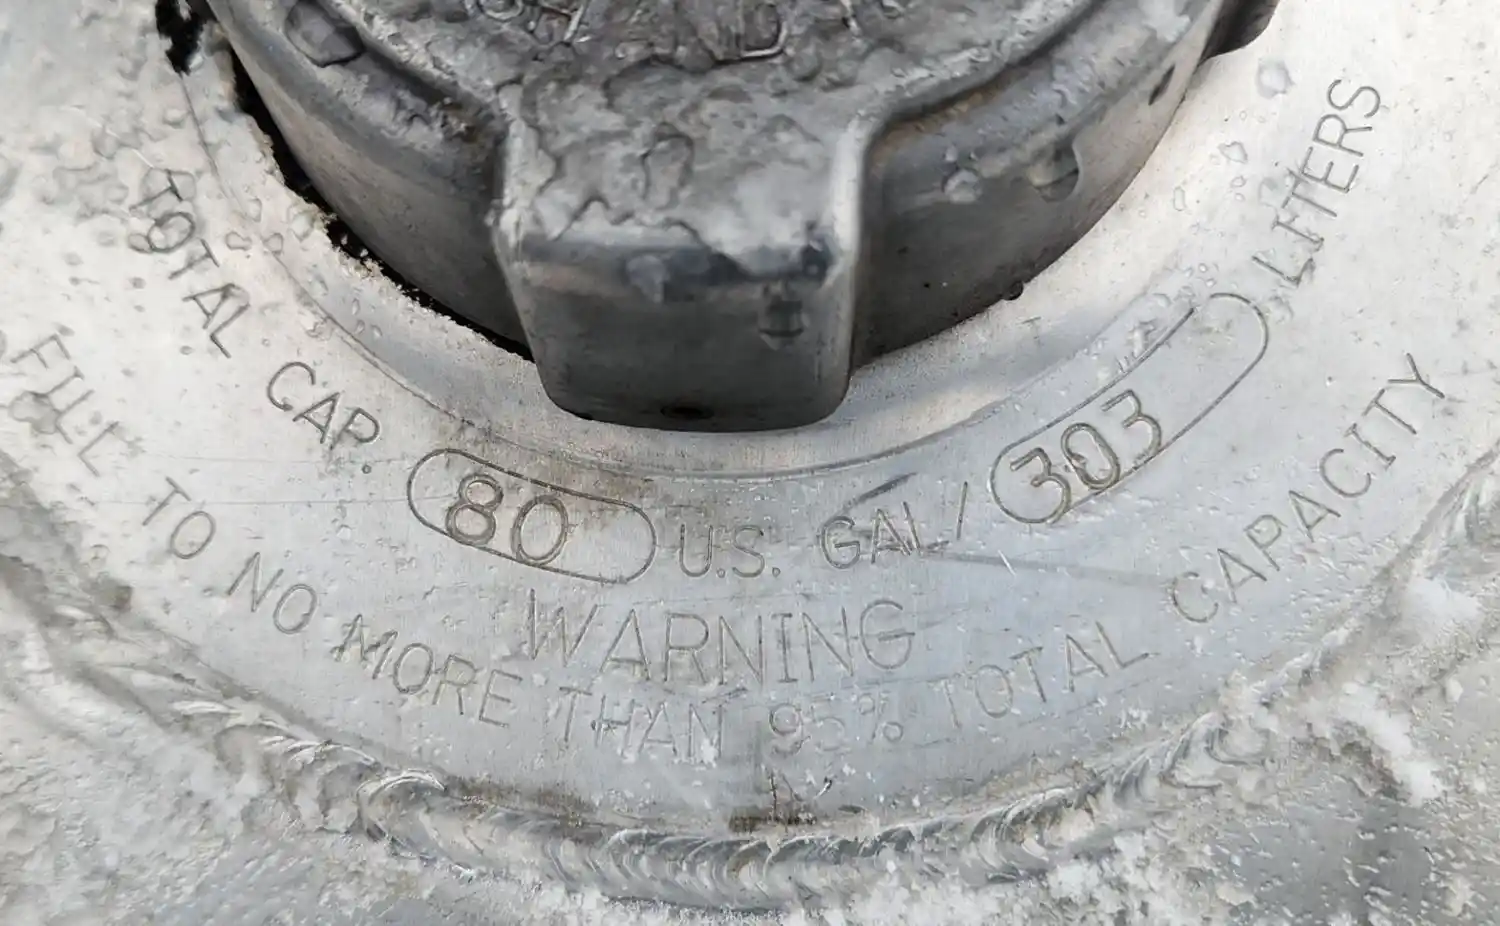 TOTAL CAP. 80 U.S. GAL/ 303 LITERS
WARNING
FILL TO NO MORE THAN 95% TOTAL CAPACITY